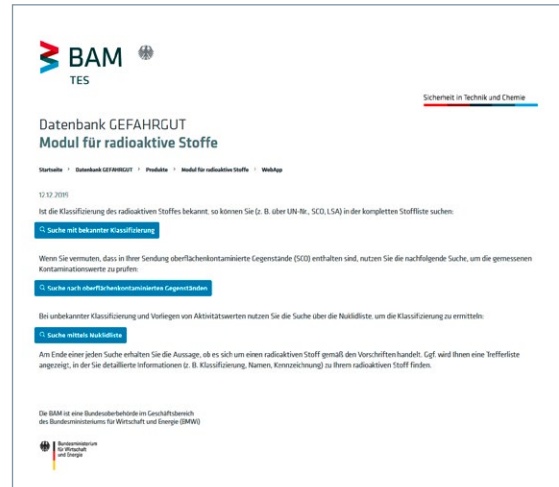 BAM
TES
Sicherheit in Technik und Chemie
Datenbank GEFAHRGUT
Modul für radioaktive Stoffe
Startseite › Datenbank GEFAHRGUT › Produkte › Modul für radioaktive Stoffe › WebApp
12.12.2019
Ist die Klassifizierung des radioaktiven Stoffes bekannt, so können Sie (z. B. über UN-Nr., SCO, LSA) in der kompletten Stoffliste suchen:
Suche mit bekannter Klassifizierung
Wenn Sie vermuten, dass in Ihrer Sendung oberflächenkontaminierte Gegenstände (SCO) enthalten sind, nutzen Sie die nachfolgende Suche, um die gemessenen
Kontaminationswerte zu prüfen:
Suche nach oberflächenkontaminierten Gegenständen
Bei unbekannter Klassifizierung und Vorliegen von Aktivitätswerten nutzen Sie die Suche über die Nuklidliste, um die Klassifizierung zu ermitteln:
Suche mittels Nuklidliste
Am Ende einer jeden Suche erhalten Sie die Aussage, ob es sich um einen radioaktiven Stoff gemäß den Vorschriften handelt. Ggf. wird Ihnen eine Trefferliste
angezeigt, in der Sie detaillierte Informationen (z. B. Klassifizierung, Namen, Kennzeichnung) zu Ihrem radioaktiven Stoff finden.
Die BAM ist eine Bundesoberbehörde im Geschäftsbereich
des Bundesministeriums für Wirtschaft und Energie (BMWi)
Bundesministerium
für Wirtschaft
und Energie